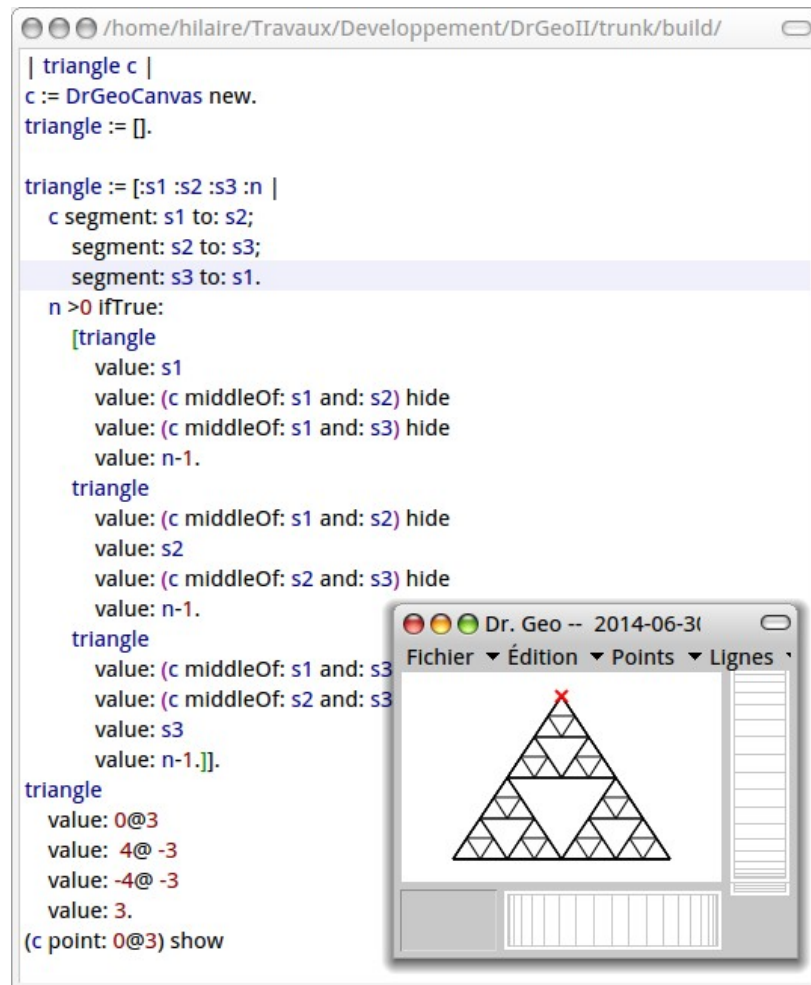 /home/hilaire/Travaux/Developpement/DrGeoII/trunk/build/
| triangle c |
c := DrGeoCanvas new.
triangle := [].
triangle := [:s1 :s2 :s3 :n |
c segment: s1 to: s2;
segment: s2 to: s3;
segment: s3 to: s1.
n >0 ifTrue:
[triangle
value: s1
value: (c middleOf: s1 and: s2) hide
value: (c middleOf: s1 and: s3) hide
value: n-1.
triangle
value: (c middleOf: s1 and: s2) hide
value: s2
value: (c middleOf: s2 and: s3) hide
value: n-1.
triangle
value: (c middleOf: s1 and: s3
value: (c middleOf: s2 and: s3
value: s3
value: n-1.]].
triangle
value: 0@3
value: 4@ -3
value: -4@ -3
value: 3.
(c point: 0@3) show
Dr. Geo -- 2014-06-30
Fichier Édition Points Lignes